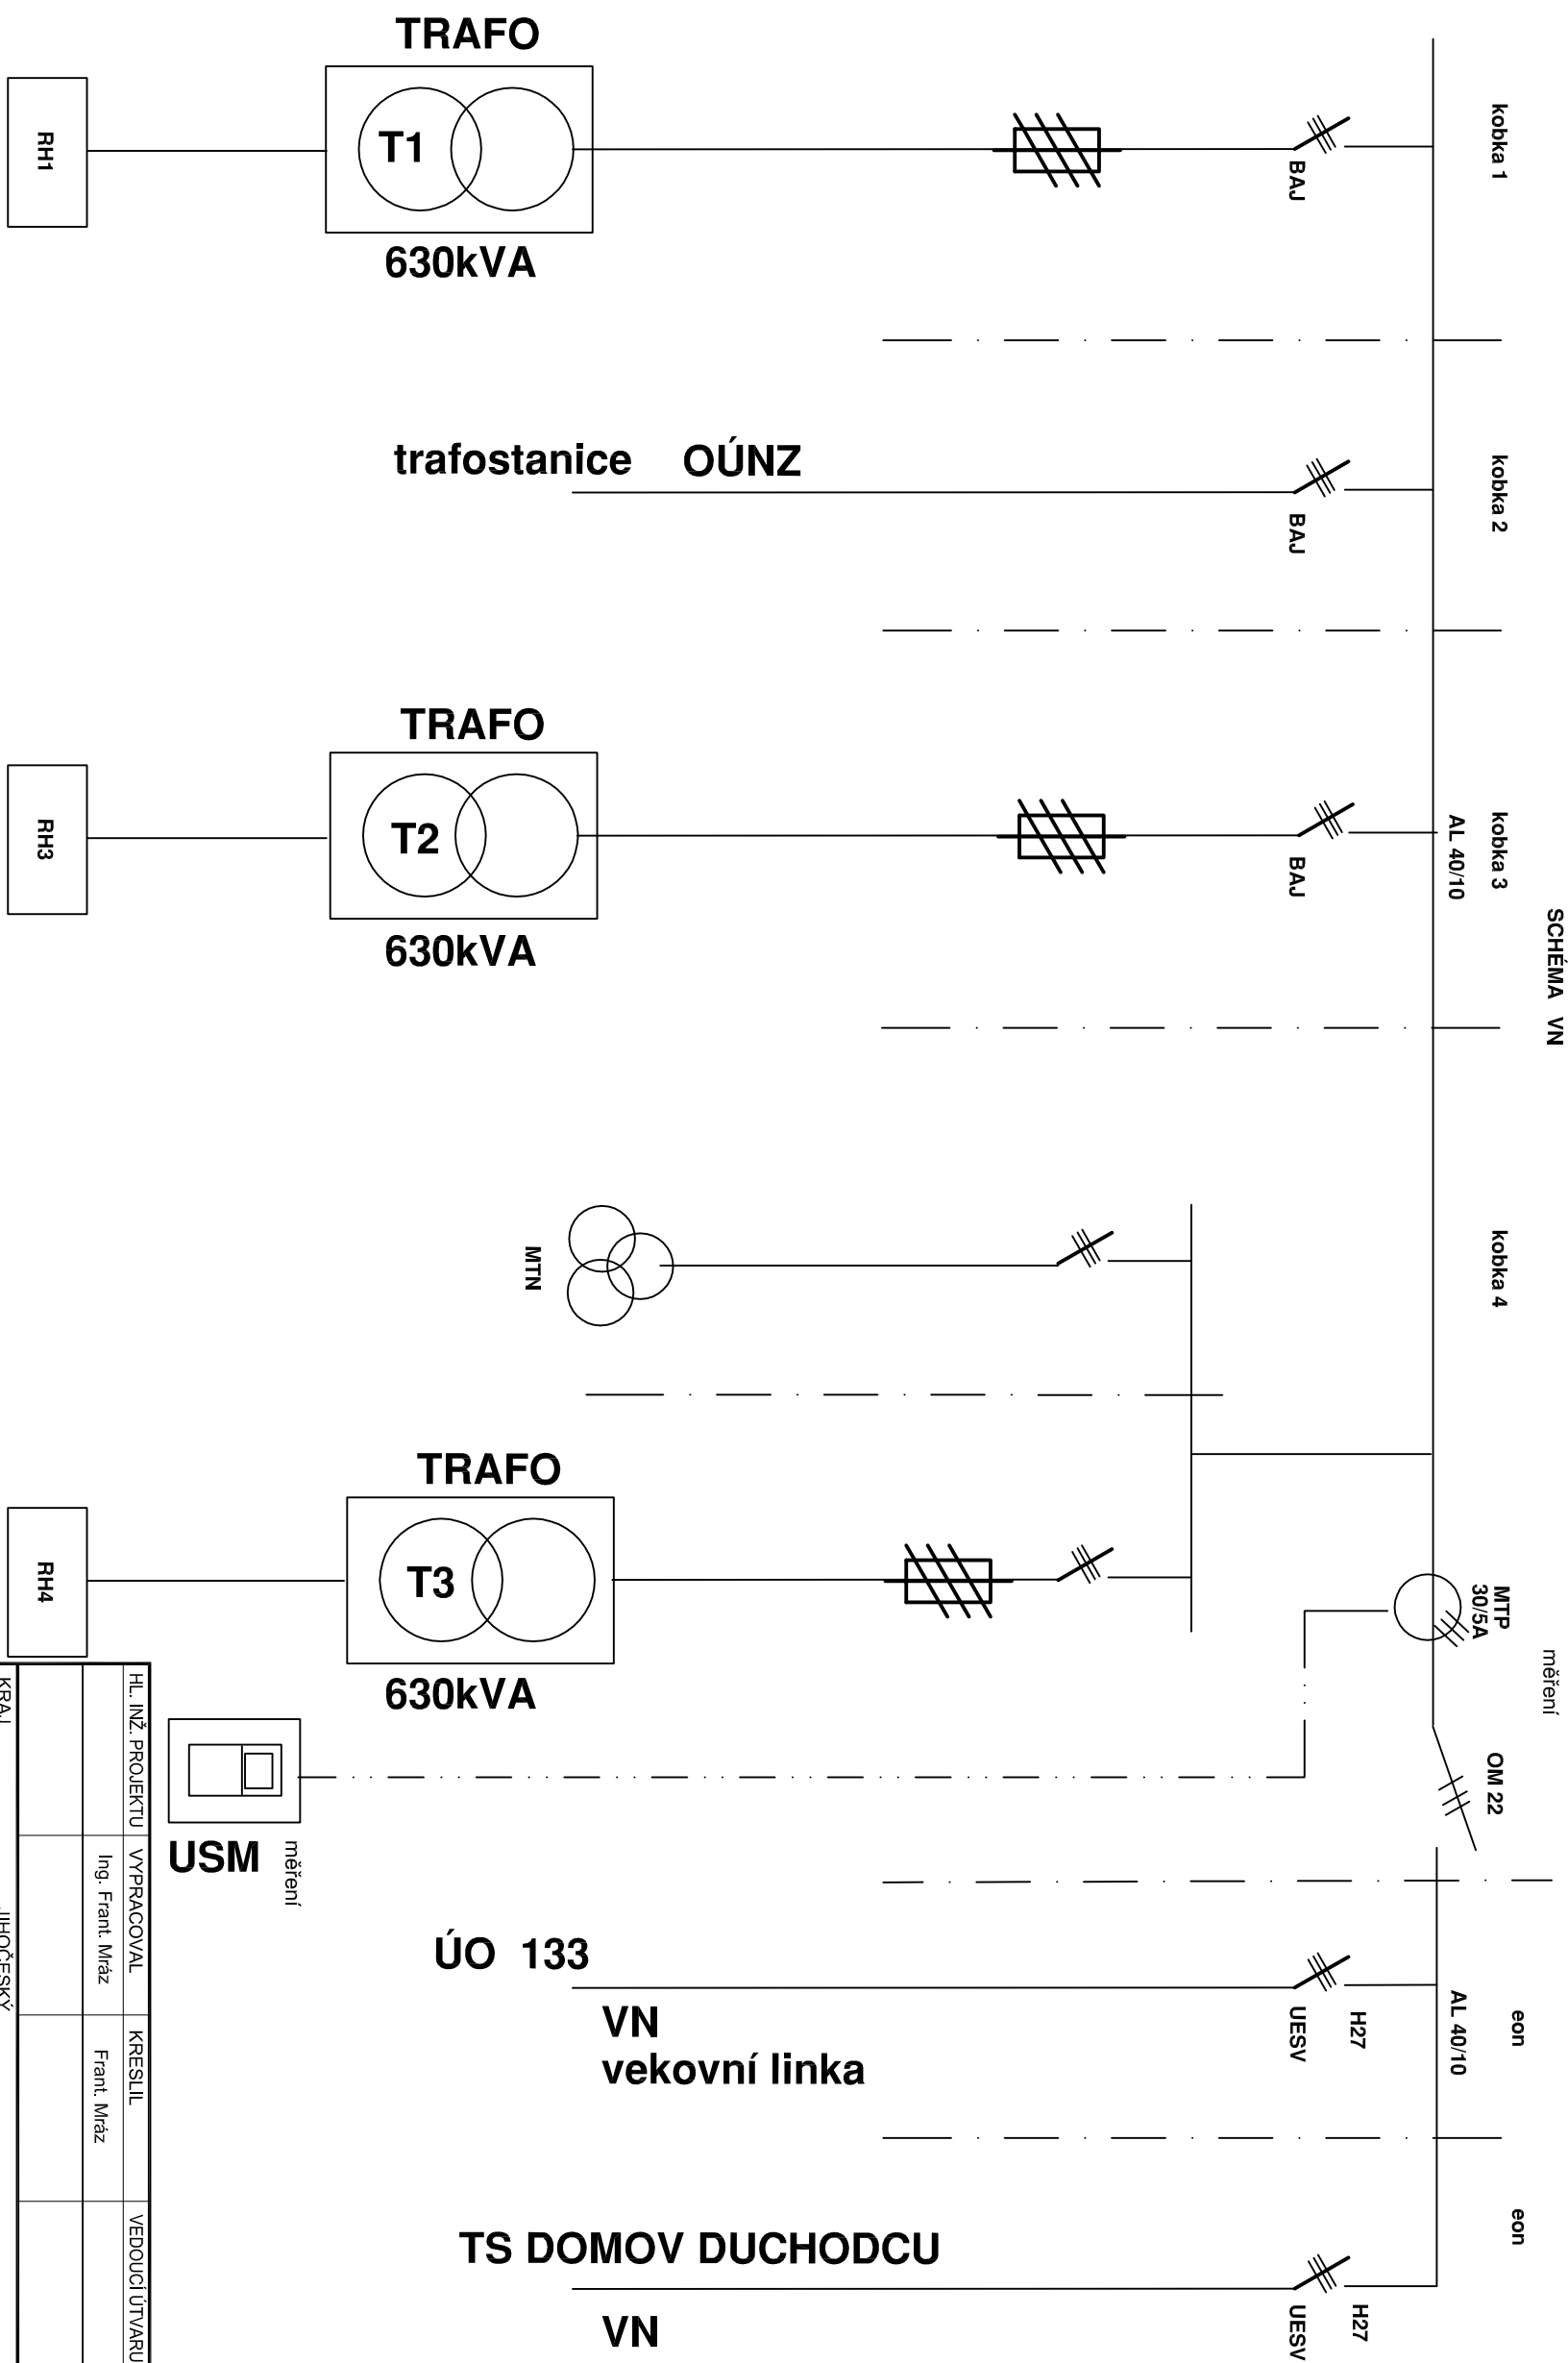 SCHÉMA VN
kobka 1
BAJ
TRAFO
T1
630kVA
RH1
kobka 2
BAJ
trafostanice OÚNZ
kobka 3
AL 40/10
BAJ
TRAFO
T2
630kVA
RH3
kobka 4
MTN
TRAFO
T3
630kVA
RH4
MTP
30/5A
měření
OM 22
USM
měření
eon
AL 40/10
H27
UESV
ÚO 133
VN
vekovní linka
eon
H27
UESV
TS DOMOV DUCHODCU
VN
HL. INŽ. PROJEKTU
VYPRACOVAL
KRESLIL
VEDOUCÍ ÚTVARU
Ing. Frant. Mráz
Frant. Mráz
KRAJ
JIHOČESKÝ